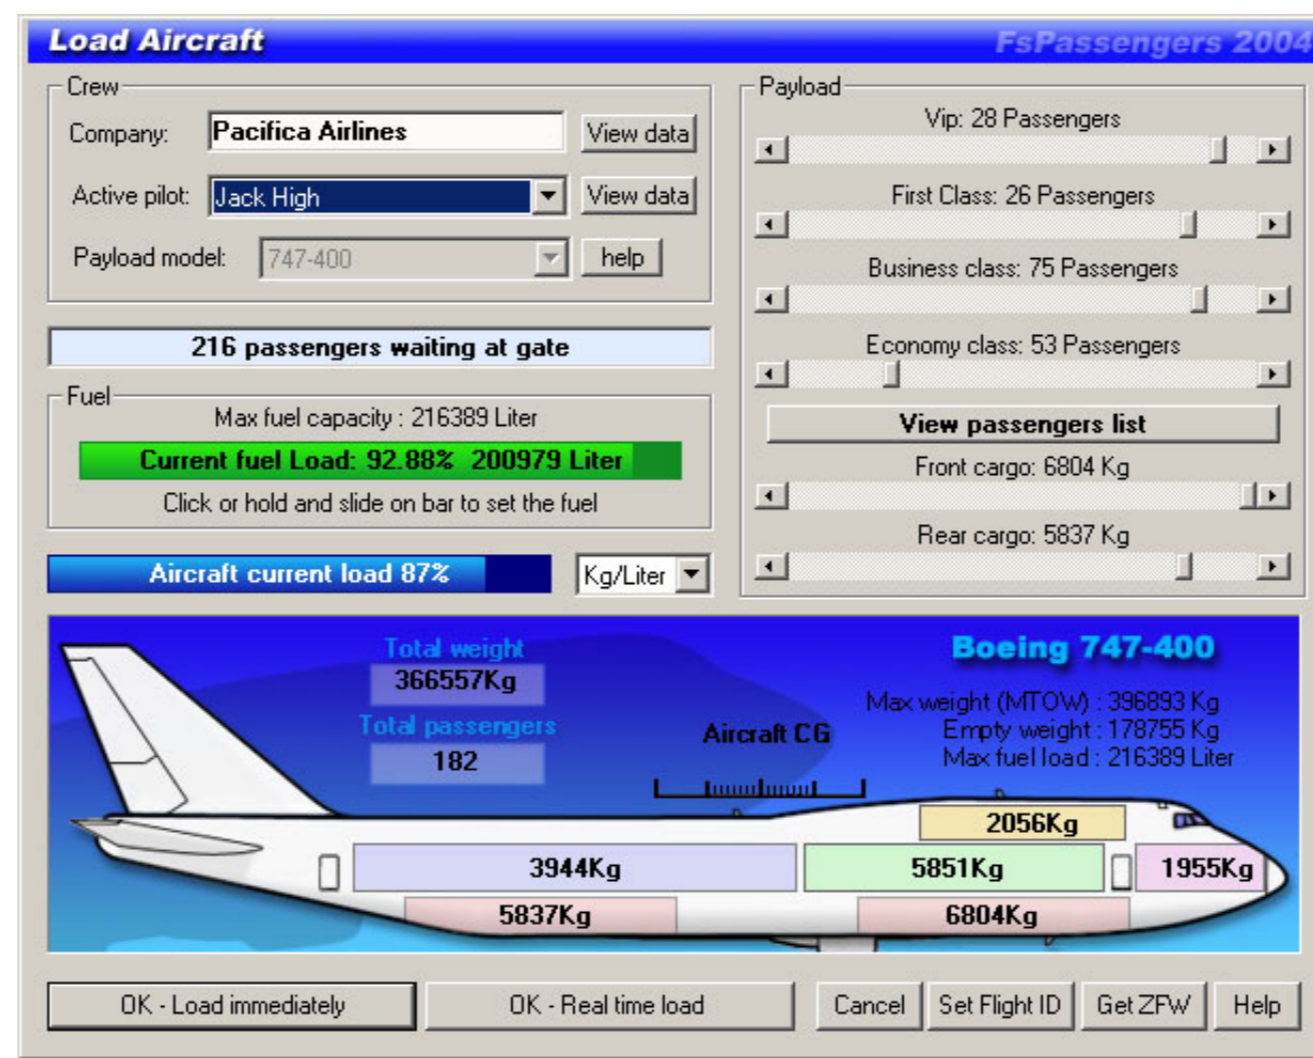 Load Aircraft
FsPassengers 2004
Crew
Company: Pacifica Airlines View data
Active pilot: Jack High View data
Payload model: 747-400 help
216 passengers waiting at gate
Fuel
Max fuel capacity : 216389 Liter
Current fuel Load: 92.88% 200979 Liter
Click or hold and slide on bar to set the fuel
Aircraft current load 87% Kg/Liter
Payload
Vip: 28 Passengers
First Class: 26 Passengers
Business class: 75 Passengers
Economy class: 53 Passengers
View passengers list
Front cargo: 6804 Kg
Rear cargo: 5837 Kg
Total weight
366557Kg
Total passengers
182
Aircraft CG
Boeing 747-400
Max weight (MTOW) : 396893 Kg
Empty weight : 178755 Kg
Max fuel load : 216389 Liter
2056Kg
3944Kg 5851Kg 1955Kg
5837Kg 6804Kg
OK - Load immediately OK - Real time load Cancel Set Flight ID Get ZFW Help